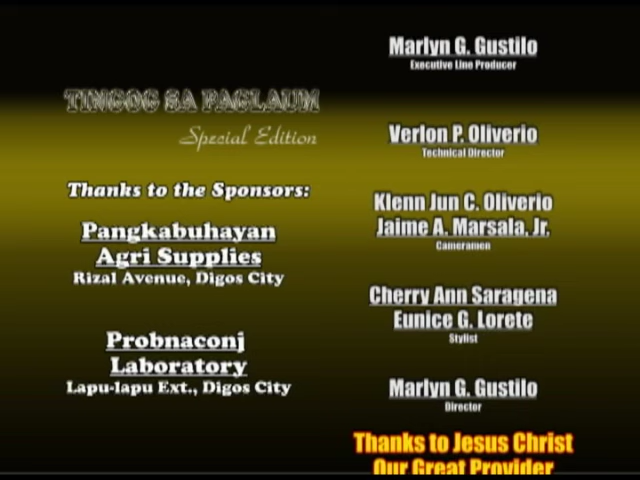 TINGOG SA PAGLAUM
Special Edition
Thanks to the Sponsors:
Pangkabuhayan
Agri Supplies
Rizal Avenue, Digos City
Probnaconj
Laboratory
Lapu-lapu Ext., Digos City
Marlyn G. Gustilo
Executive Line Producer
Verlon P. Oliverio
Technical Director
Klenn Jun C. Oliverio
Jaime A. Marsala, Jr.
Cameramen
Cherry Ann Saragena
Eunice G. Lorete
Stylist
Marlyn G. Gustilo
Director
Thanks to Jesus Christ
Our Great Provider